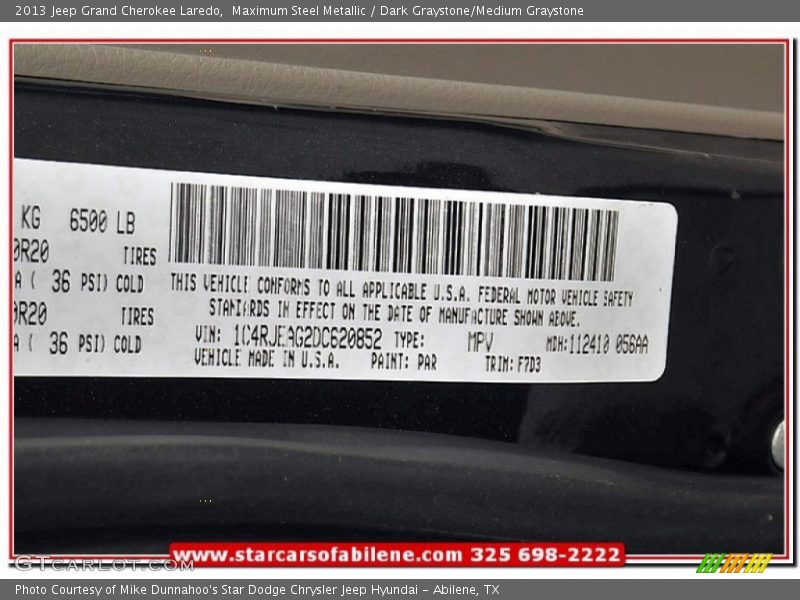 2013 Jeep Grand Cherokee Laredo,  Maximum Steel Metallic / Dark Graystone/Medium Graystone
KG 6500 LB
0R20 TIRES
A ( 36 PSI) COLD
0R20 TIRES
A ( 36 PSI) COLD
THIS VEHICLE CONFORMS TO ALL APPLICABLE U.S.A. FEDERAL MOTOR VEHICLE SAFETY
STANDARDS IN EFFECT ON THE DATE OF MANUFACTURE SHOWN ABOVE.
VIN: 1C4RJEAG2DC620852 TYPE: MPV MDH:112410 056AA
VEHICLE MADE IN U.S.A. PAINT: PAR TRIM: F7D3
www.starcarsofabilene.com 325 698-2222
GTCARLOT.COM
Photo Courtesy of Mike Dunnahoo's Star Dodge Chrysler Jeep Hyundai – Abilene, TX